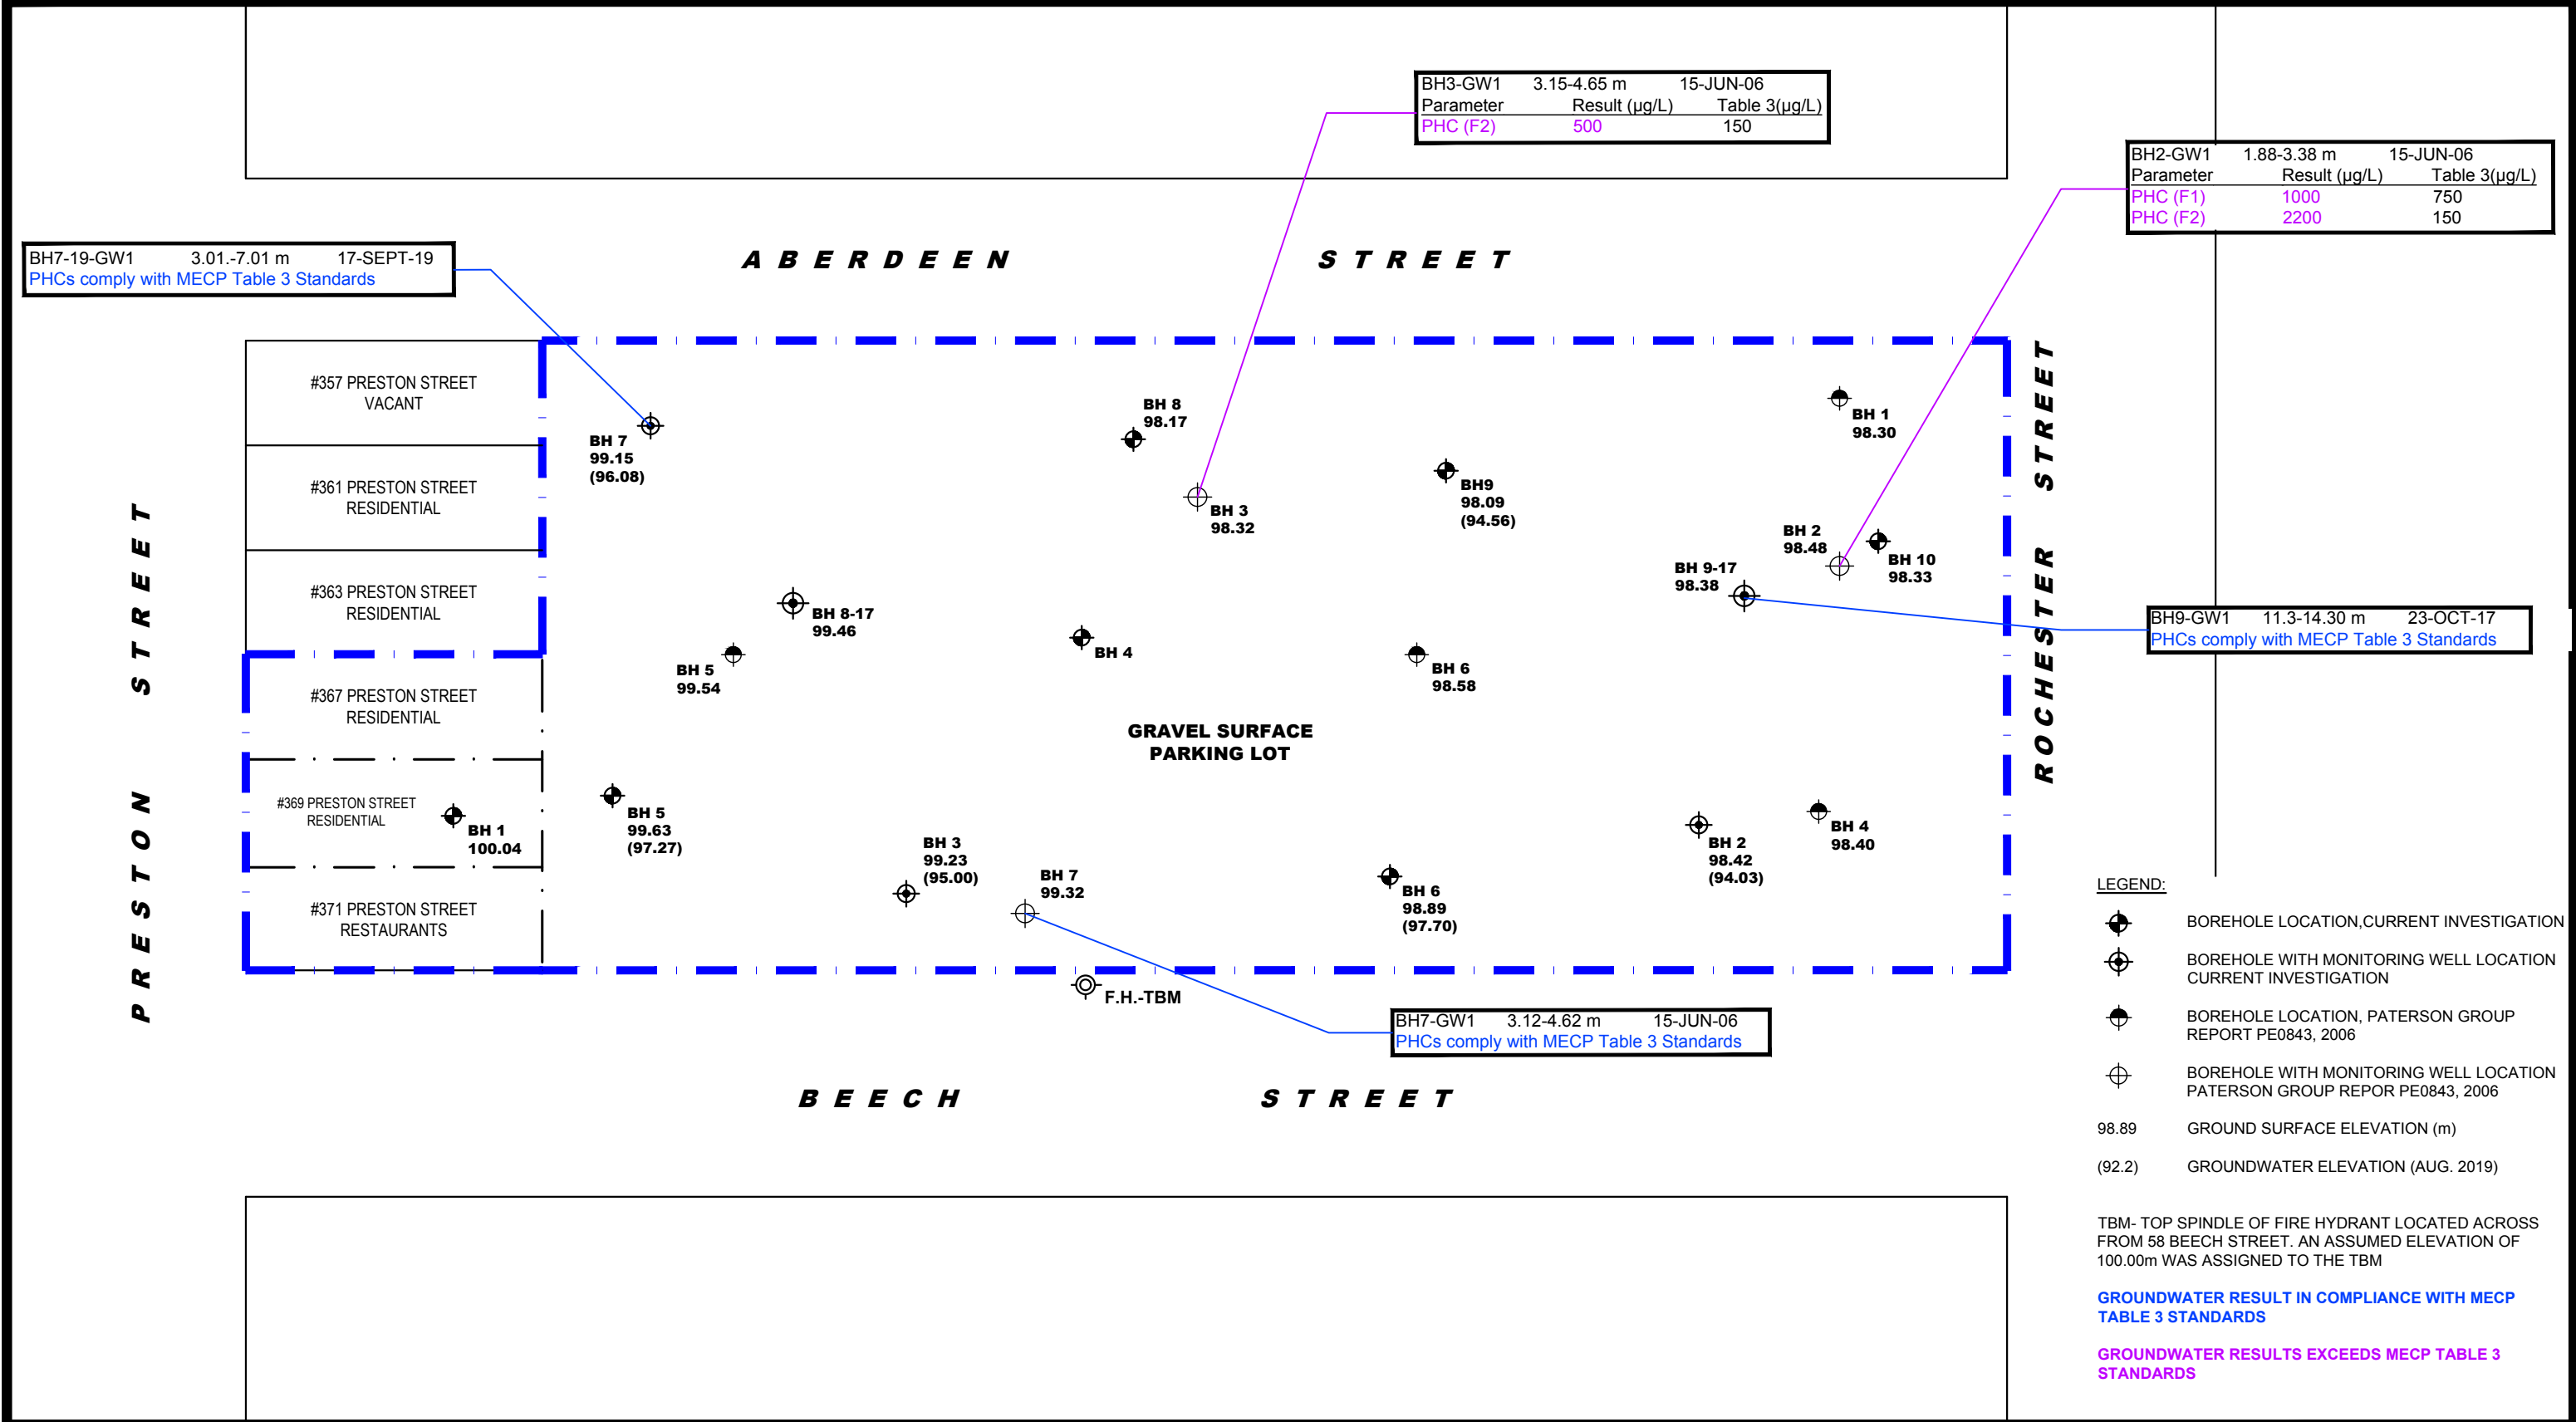 BH3-GW1 3.15-4.65 m 15-JUN-06
Parameter Result (µg/L) Table 3(µg/L)
PHC (F2) 500 150
BH2-GW1 1.88-3.38 m 15-JUN-06
Parameter Result (µg/L) Table 3(µg/L)
PHC (F1) 1000 750
PHC (F2) 2200 150
BH7-19-GW1 3.01.-7.01 m 17-SEPT-19
PHCs comply with MECP Table 3 Standards
ABERDEEN STREET
#357 PRESTON STREET
VACANT
#361 PRESTON STREET
RESIDENTIAL
#363 PRESTON STREET
RESIDENTIAL
#367 PRESTON STREET
RESIDENTIAL
#369 PRESTON STREET
RESIDENTIAL
#371 PRESTON STREET
RESTAURANTS
PRESTON STREET
BH 7
99.15
(96.08)
BH 8
98.17
BH 3
98.32
BH9
98.09
(94.56)
BH 1
98.30
BH 2
98.48
BH 10
98.33
BH 9-17
98.38
ROCHESTER STREET
BH9-GW1 11.3-14.30 m 23-OCT-17
PHCs comply with MECP Table 3 Standards
BH 8-17
99.46
BH 5
99.54
BH 4
BH 6
98.58
GRAVEL SURFACE
PARKING LOT
BH 1
100.04
BH 5
99.63
(97.27)
BH 3
99.23
(95.00)
BH 7
99.32
BH 6
98.89
(97.70)
BH 2
98.42
(94.03)
BH 4
98.40
F.H.-TBM
BH7-GW1 3.12-4.62 m 15-JUN-06
PHCs comply with MECP Table 3 Standards
BEECH STREET
LEGEND:
BOREHOLE LOCATION,CURRENT INVESTIGATION
BOREHOLE WITH MONITORING WELL LOCATION
CURRENT INVESTIGATION
BOREHOLE LOCATION, PATERSON GROUP
REPORT PE0843, 2006
BOREHOLE WITH MONITORING WELL LOCATION
PATERSON GROUP REPOR PE0843, 2006
98.89 GROUND SURFACE ELEVATION (m)
(92.2) GROUNDWATER ELEVATION (AUG. 2019)
TBM- TOP SPINDLE OF FIRE HYDRANT LOCATED ACROSS
FROM 58 BEECH STREET. AN ASSUMED ELEVATION OF
100.00m WAS ASSIGNED TO THE TBM
GROUNDWATER RESULT IN COMPLIANCE WITH MECP
TABLE 3 STANDARDS
GROUNDWATER RESULTS EXCEEDS MECP TABLE 3
STANDARDS